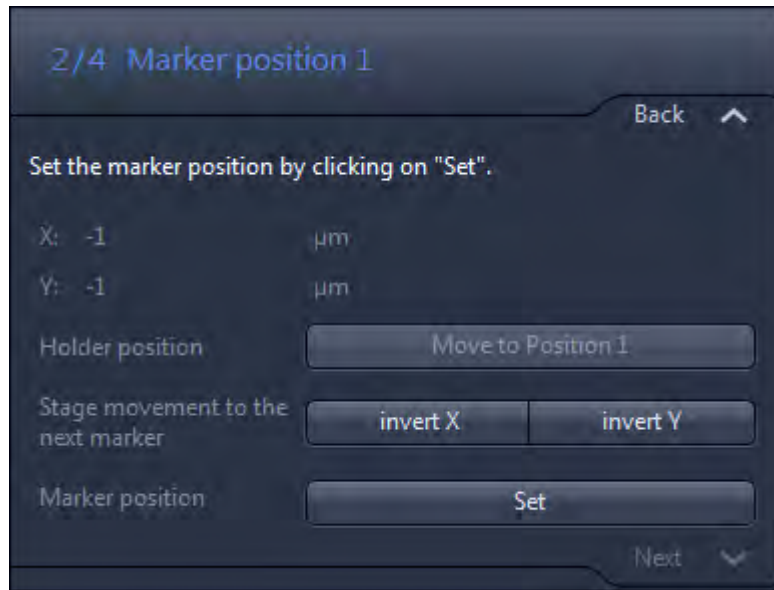 2/4 Marker position 1
Back
Set the marker position by clicking on "Set".
X: -1 µm
Y: -1 µm
Holder position Move to Position 1
Stage movement to the
next marker invert X invert Y
Marker position Set
Next